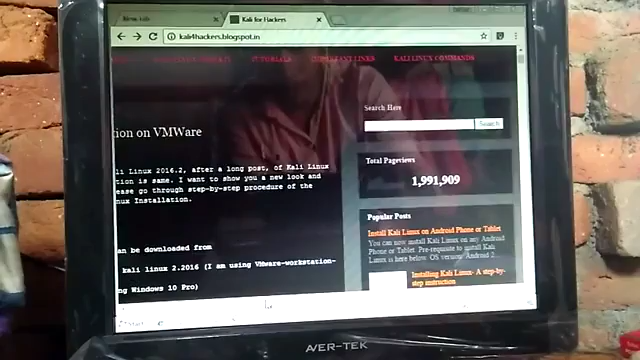 Kali for Hackers
kali4hackers.blogspot.in
TUTORIALS IMPORTANT LINKS KALI LINUX COMMANDS
Search Here
Search
tion on VMWare
Total Pageviews
1,991,909
li Linux 2016.2, after a long post, of Kali Linux
tion is same. I want to show you a new look and
ease go through step-by-step procedure of the
nux Installation.
an be downloaded from
kali linux 2.2016 (I am using VMware-workstation-
ng Windows 10 Pro)
Popular Posts
Install Kali Linux on Android Phone or Tablet
You can now install Kali Linux on any Android
Phone or Tablet. Pre-requisite to install Kali
Linux is here below: OS version: Android 2
Installing Kali Linux- A step-by-
step instruction
AVER-TEK